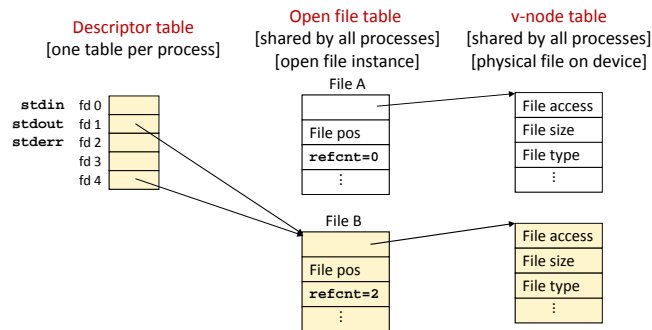 Descriptor table
[one table per process]
Open file table
[shared by all processes]
[open file instance]
v-node table
[shared by all processes]
[physical file on device]
stdin fd 0
stdout fd 1
stderr fd 2
fd 3
fd 4
File A
File pos
refcnt=0
⋮
File access
File size
File type
⋮
File B
File pos
refcnt=2
⋮
File access
File size
File type
⋮